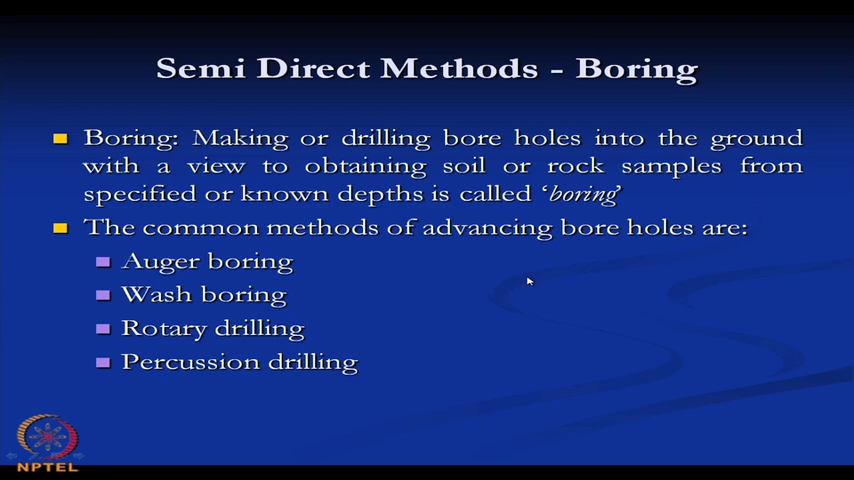 Semi Direct Methods - Boring
Boring: Making or drilling bore holes into the ground
with a view to obtaining soil or rock samples from
specified or known depths is called ‘boring’
The common methods of advancing bore holes are:
Auger boring
Wash boring
Rotary drilling
Percussion drilling
NPTEL